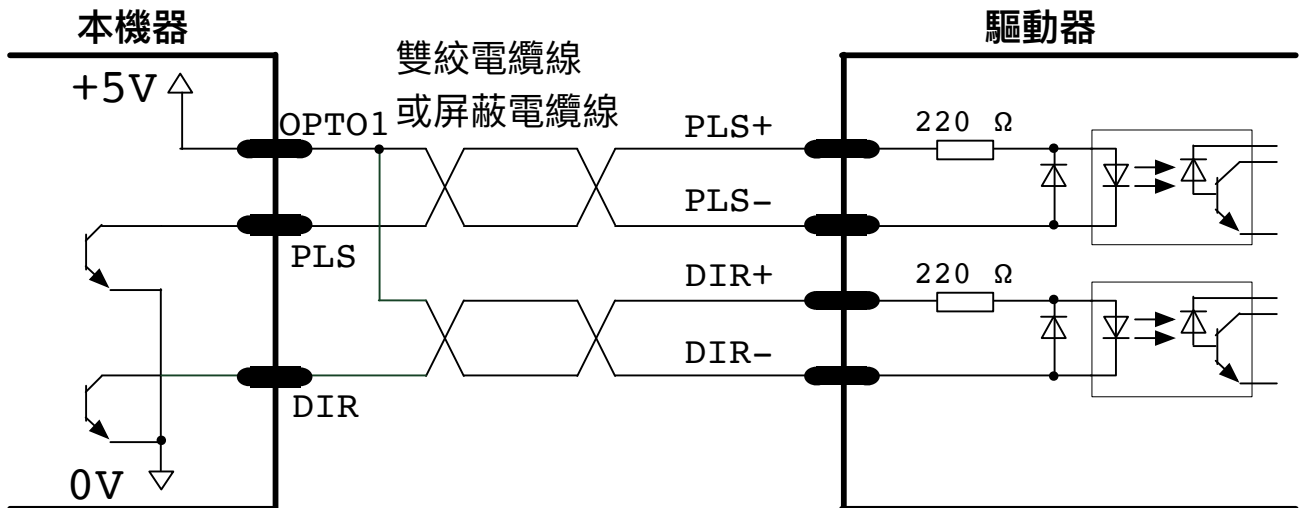 本機器
驅動器
+5V
雙絞電纜線
或屏蔽電纜線
OPTO1
PLS+
220 Ω
PLS-
PLS
DIR+
220 Ω
DIR-
DIR
0V